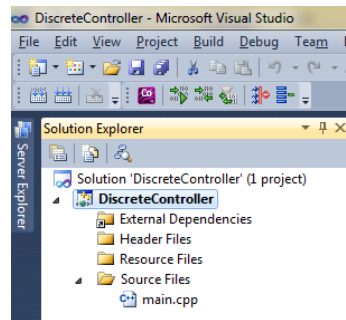 DiscreteController - Microsoft Visual Studio
File Edit View Project Build Debug Team
Server Explorer
Solution Explorer
Solution 'DiscreteController' (1 project)
DiscreteController
External Dependencies
Header Files
Resource Files
Source Files
main.cpp